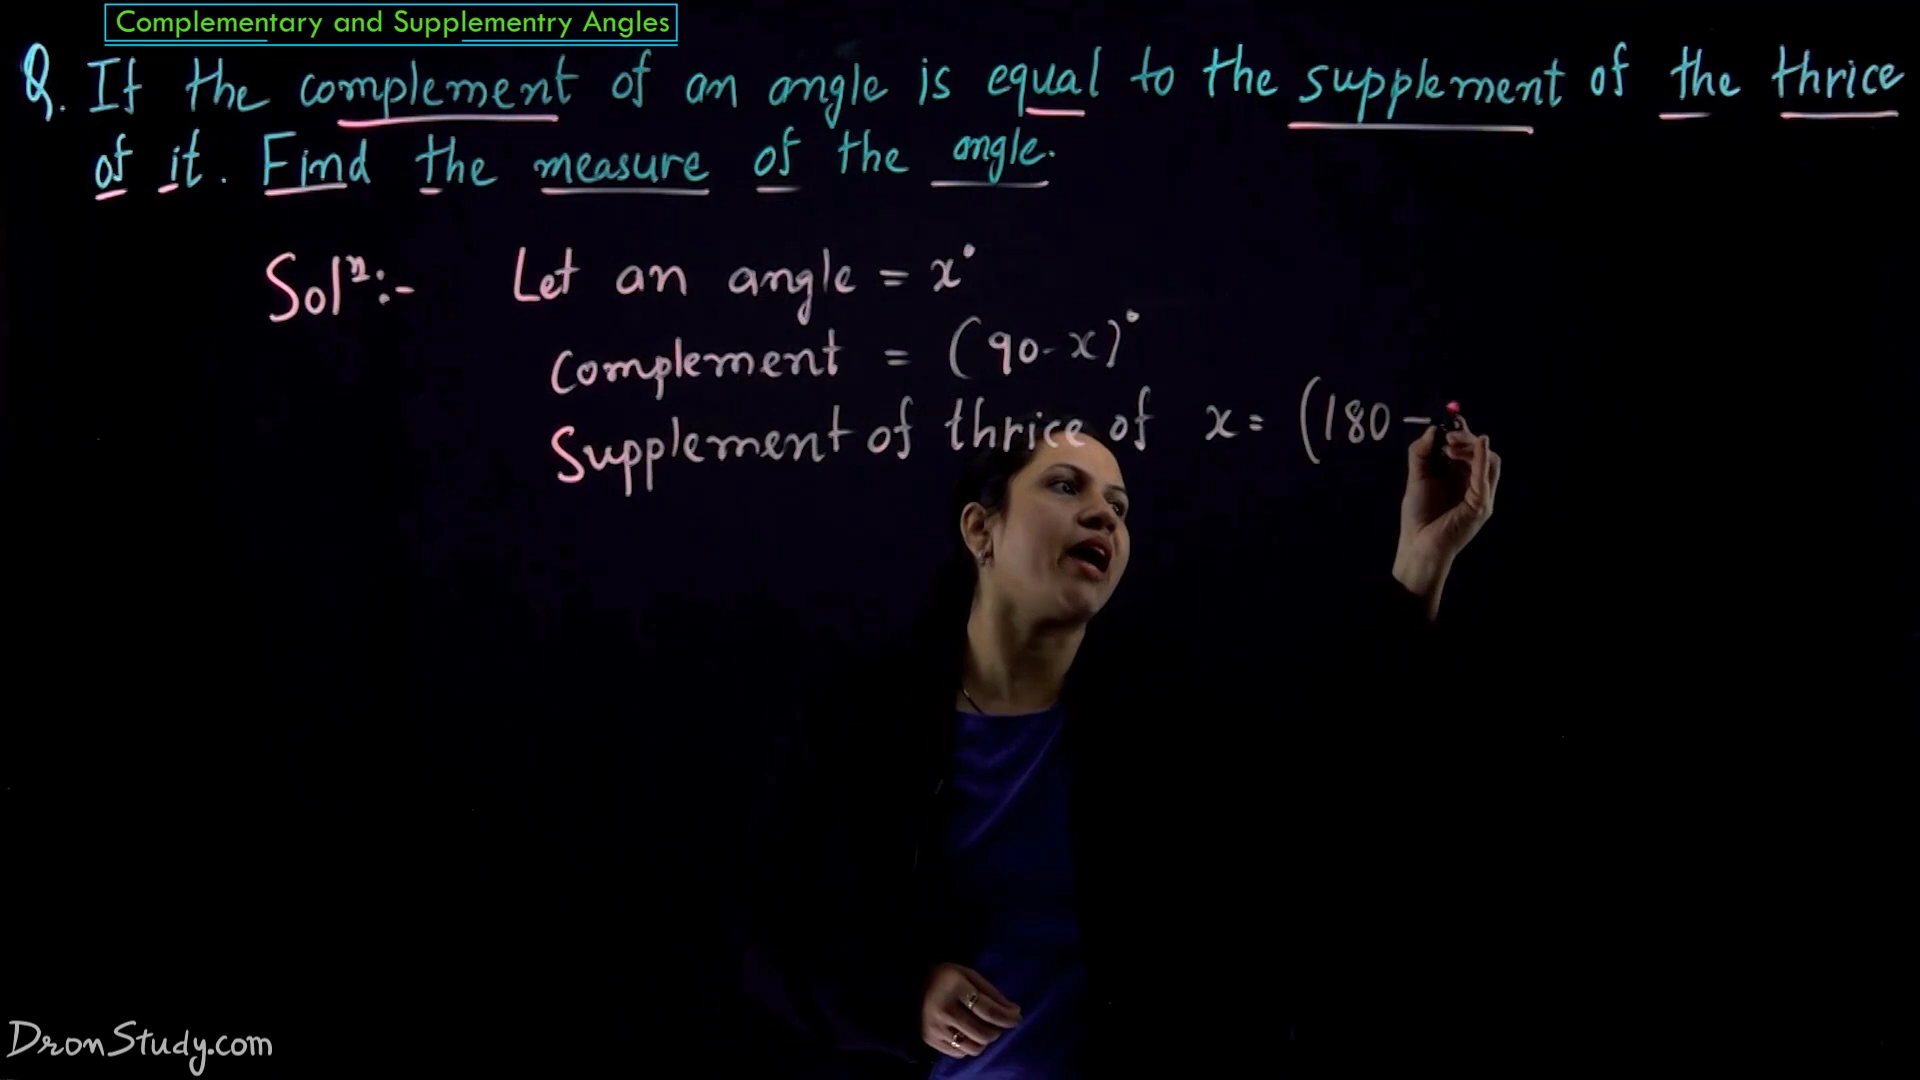 Complementary and Supplementry Angles
Q. If the complement of an angle is equal to the supplement of the thrice
of it. Find the measure of the angle.
Solⁿ:- Let an angle = x°
Complement = (90-x)°
Supplement of thrice of x = (180 -
DronStudy.com